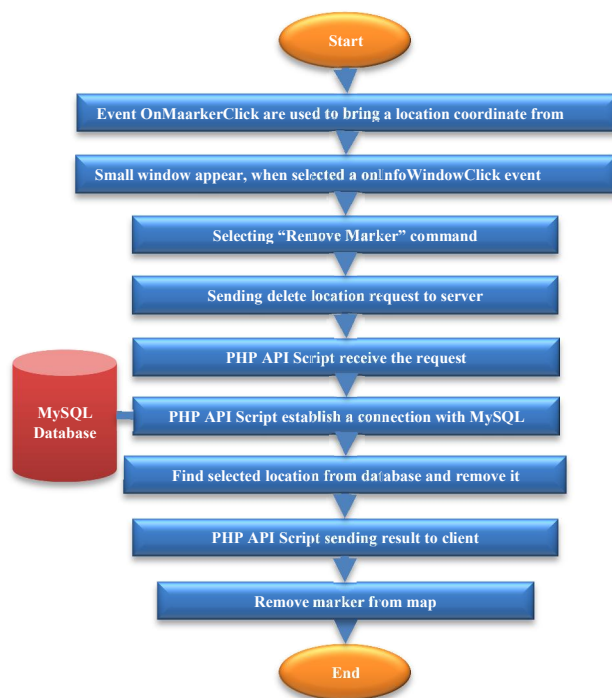 Start
Event OnMaarkerClick are used to bring a location coordinate from
Small window appear, when selected a onInfoWindowClick event
Selecting “Remove Marker” command
Sending delete location request to server
PHP API Script receive the request
MySQL
Database
PHP API Script establish a connection with MySQL
Find selected location from database and remove it
PHP API Script sending result to client
Remove marker from map
End